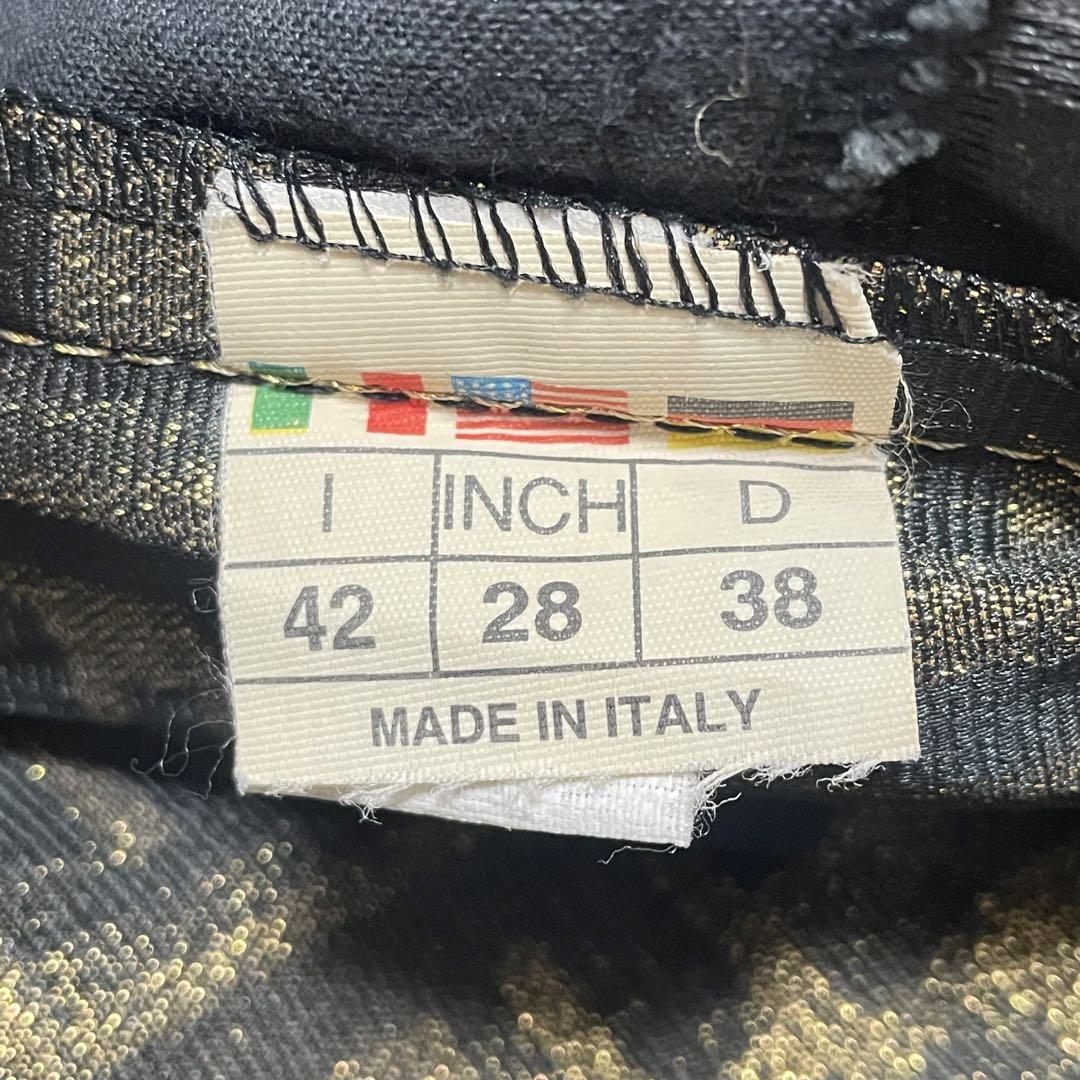 I INCH D
42 28 38
MADE IN ITALY